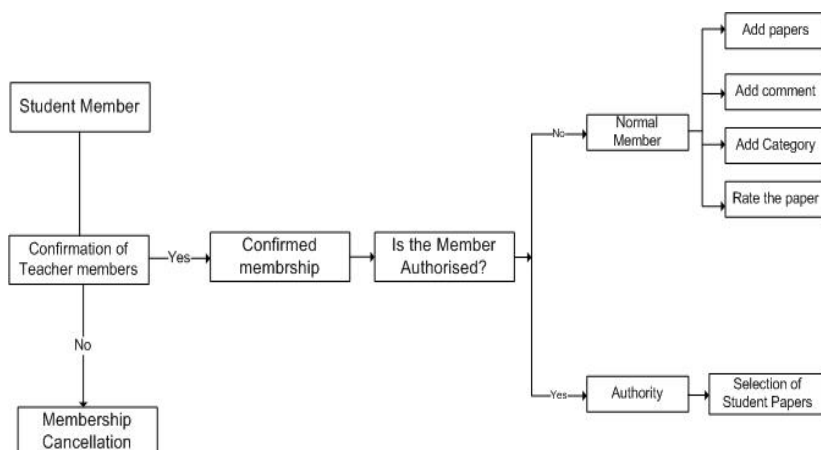 Student Member
Confirmation of
Teacher members
Yes
No
Membership
Cancellation
Confirmed
membrship
Is the Member
Authorised?
No
Normal
Member
Add papers
Add comment
Add Category
Rate the paper
Yes
Authority
Selection of
Student Papers